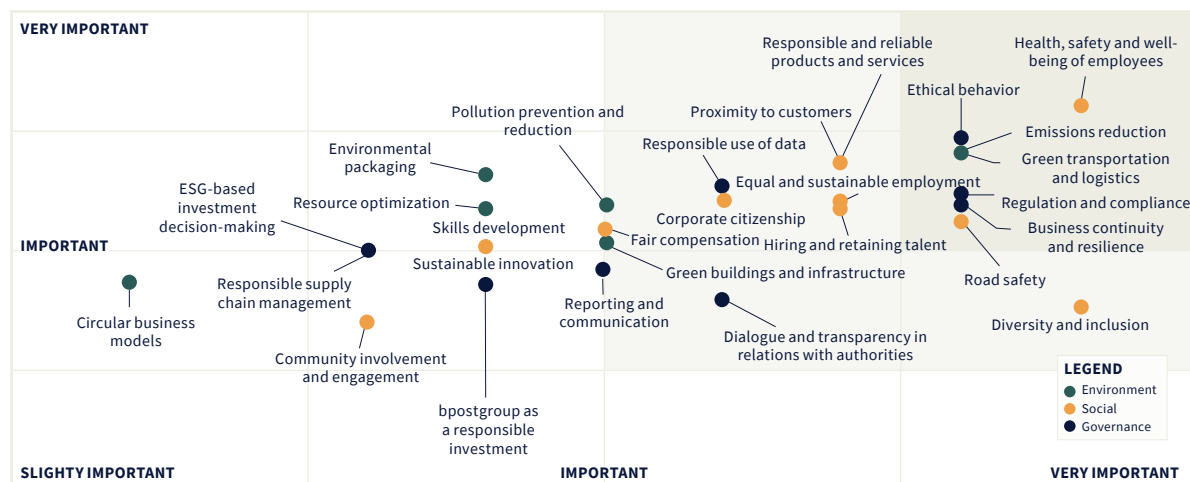 VERY IMPORTANT
Responsible and reliable
products and services
Health, safety and well-
being of employees
Ethical behavior
Pollution prevention and
reduction
Proximity to customers
Emissions reduction
Environmental
packaging
Responsible use of data
Green transportation
and logistics
ESG-based
investment
decision-making
Equal and sustainable employment
Resource optimization
Regulation and compliance
Skills development
Corporate citizenship
Business continuity
and resilience
IMPORTANT
Fair compensation
Hiring and retaining talent
Sustainable innovation
Green buildings and infrastructure
Road safety
Responsible supply
chain management
Reporting and
communication
Circular business
models
Diversity and inclusion
Dialogue and transparency in
relations with authorities
Community involvement
and engagement
LEGEND
Environment
Social
Governance
bpostgroup as
a responsible
investment
SLIGHTY IMPORTANT
IMPORTANT
VERY IMPORTANT